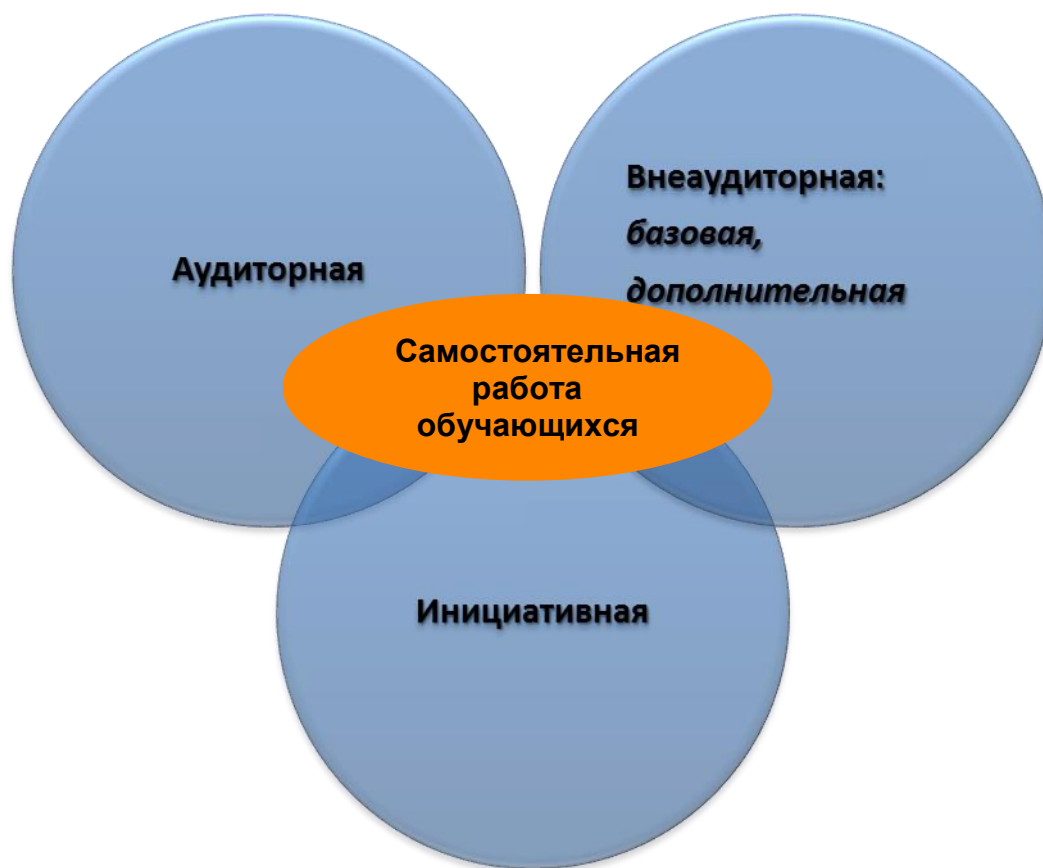 Аудиторная
Внеаудиторная:
базовая,
дополнительная
Самостоятельная
работа
обучающихся
Инициативная